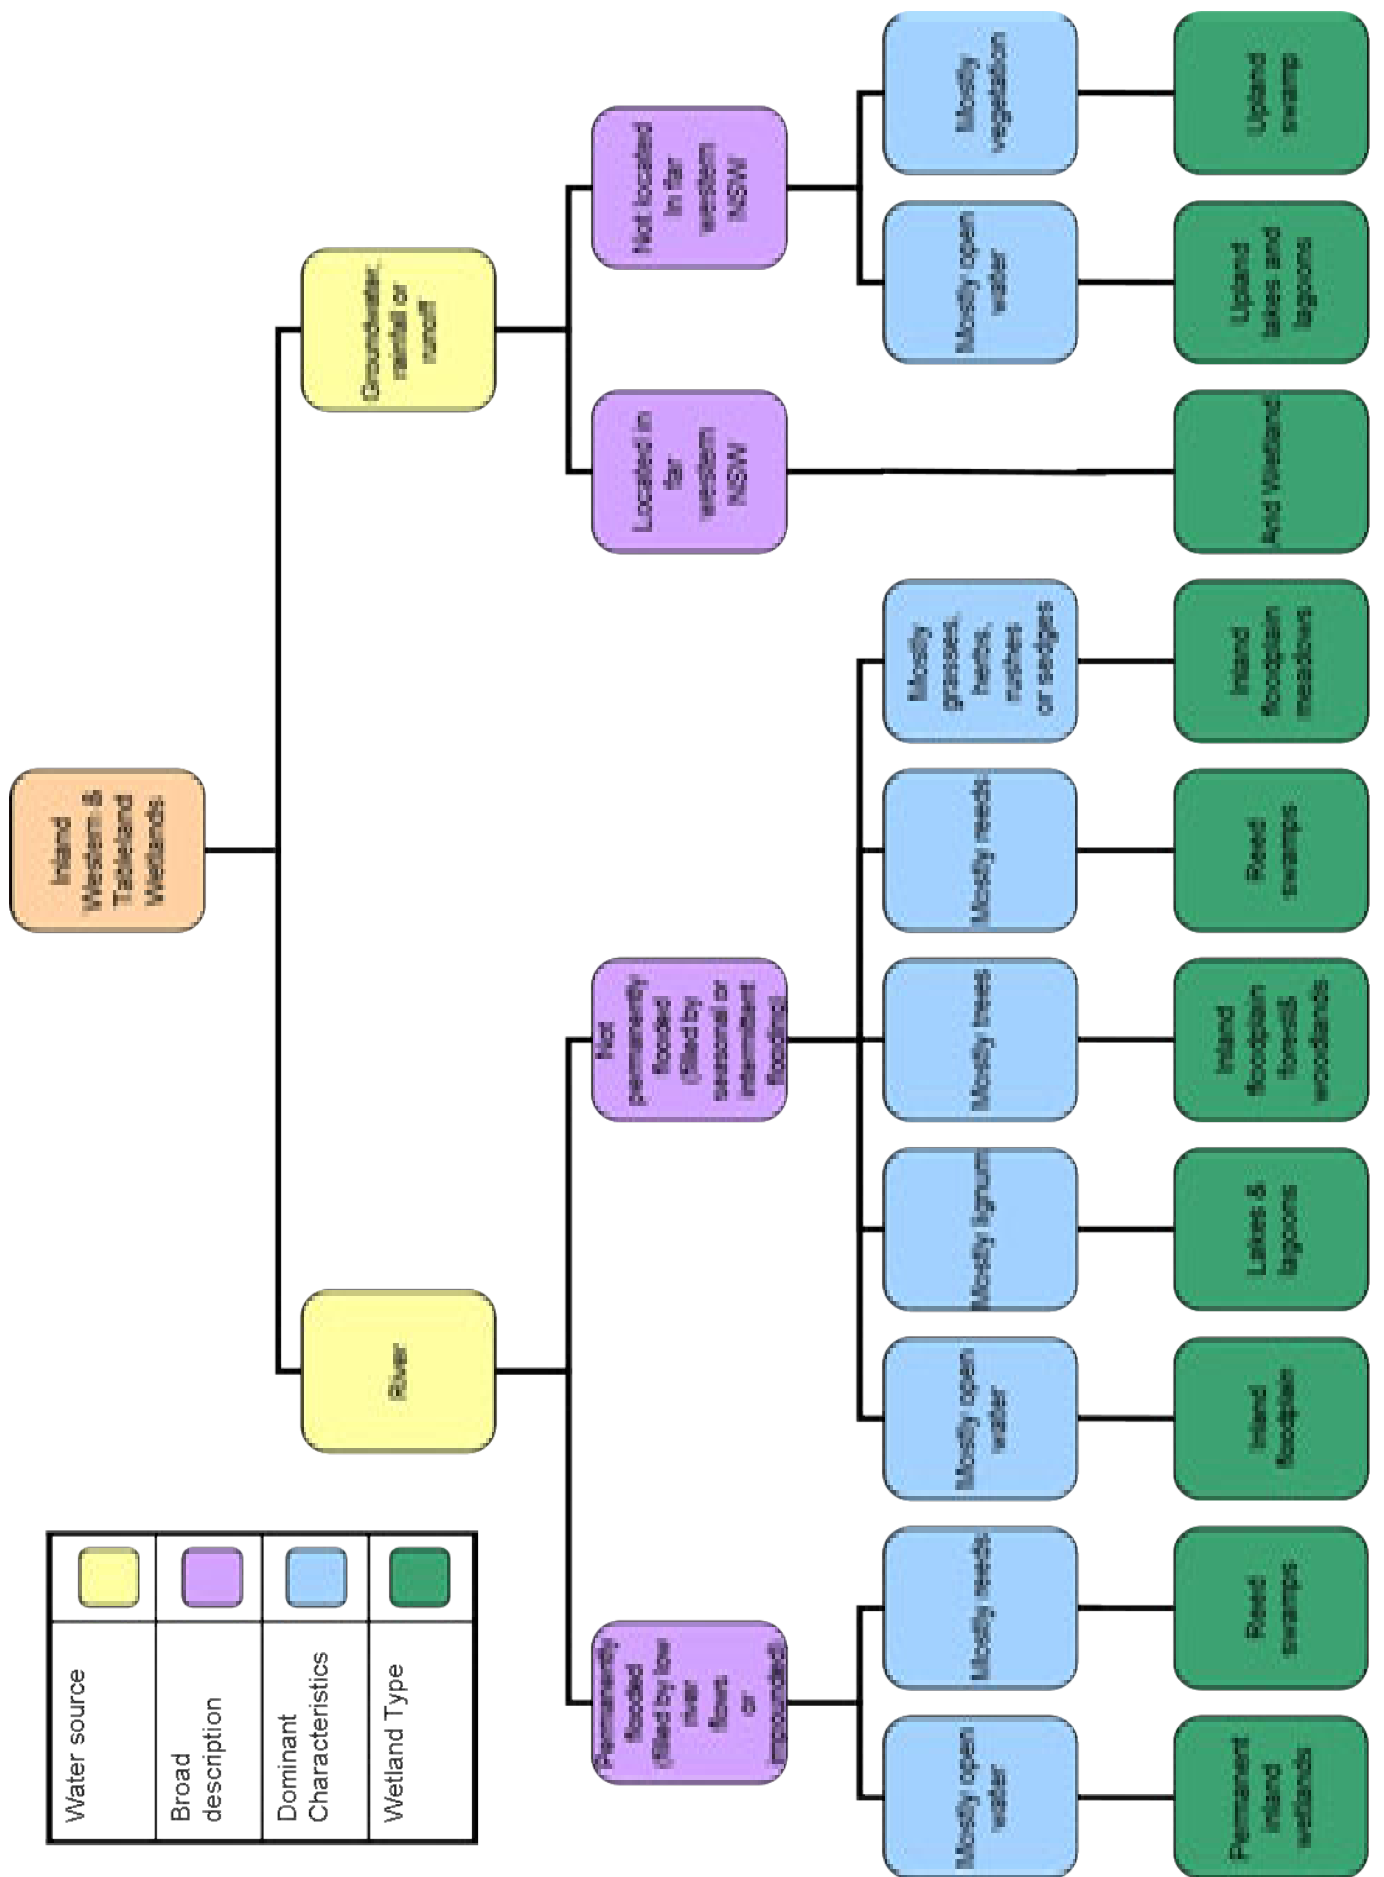 Inland
Western &
Tableland
Wetlands
River
Groundwater,
rainfall or
runoff
Permanently
flooded
(filled by low
river
flows
or
impounded)
Not
permanently
flooded
(filled by
seasonal or
intermittent
flooding)
Located in
far
western
NSW
Not located
in far
western
NSW
Mostly open
water
Mostly reeds
Mostly open
water
Mostly lignum
Mostly trees
Mostly reeds
Mostly
grasses,
herbs,
rushes
or sedges
Mostly open
water
Mostly
vegetation
Permanent
inland
wetlands
Reed
swamps
Inland
floodplain
Lakes &
lagoons
Inland
floodplain
forest&
woodlands
Reed
swamps
Inland
floodplain
meadows
Arid Wetland
Upland
lakes and
lagoons
Upland
swamp
Water source
Broad
description
Dominant
Characteristics
Wetland Type